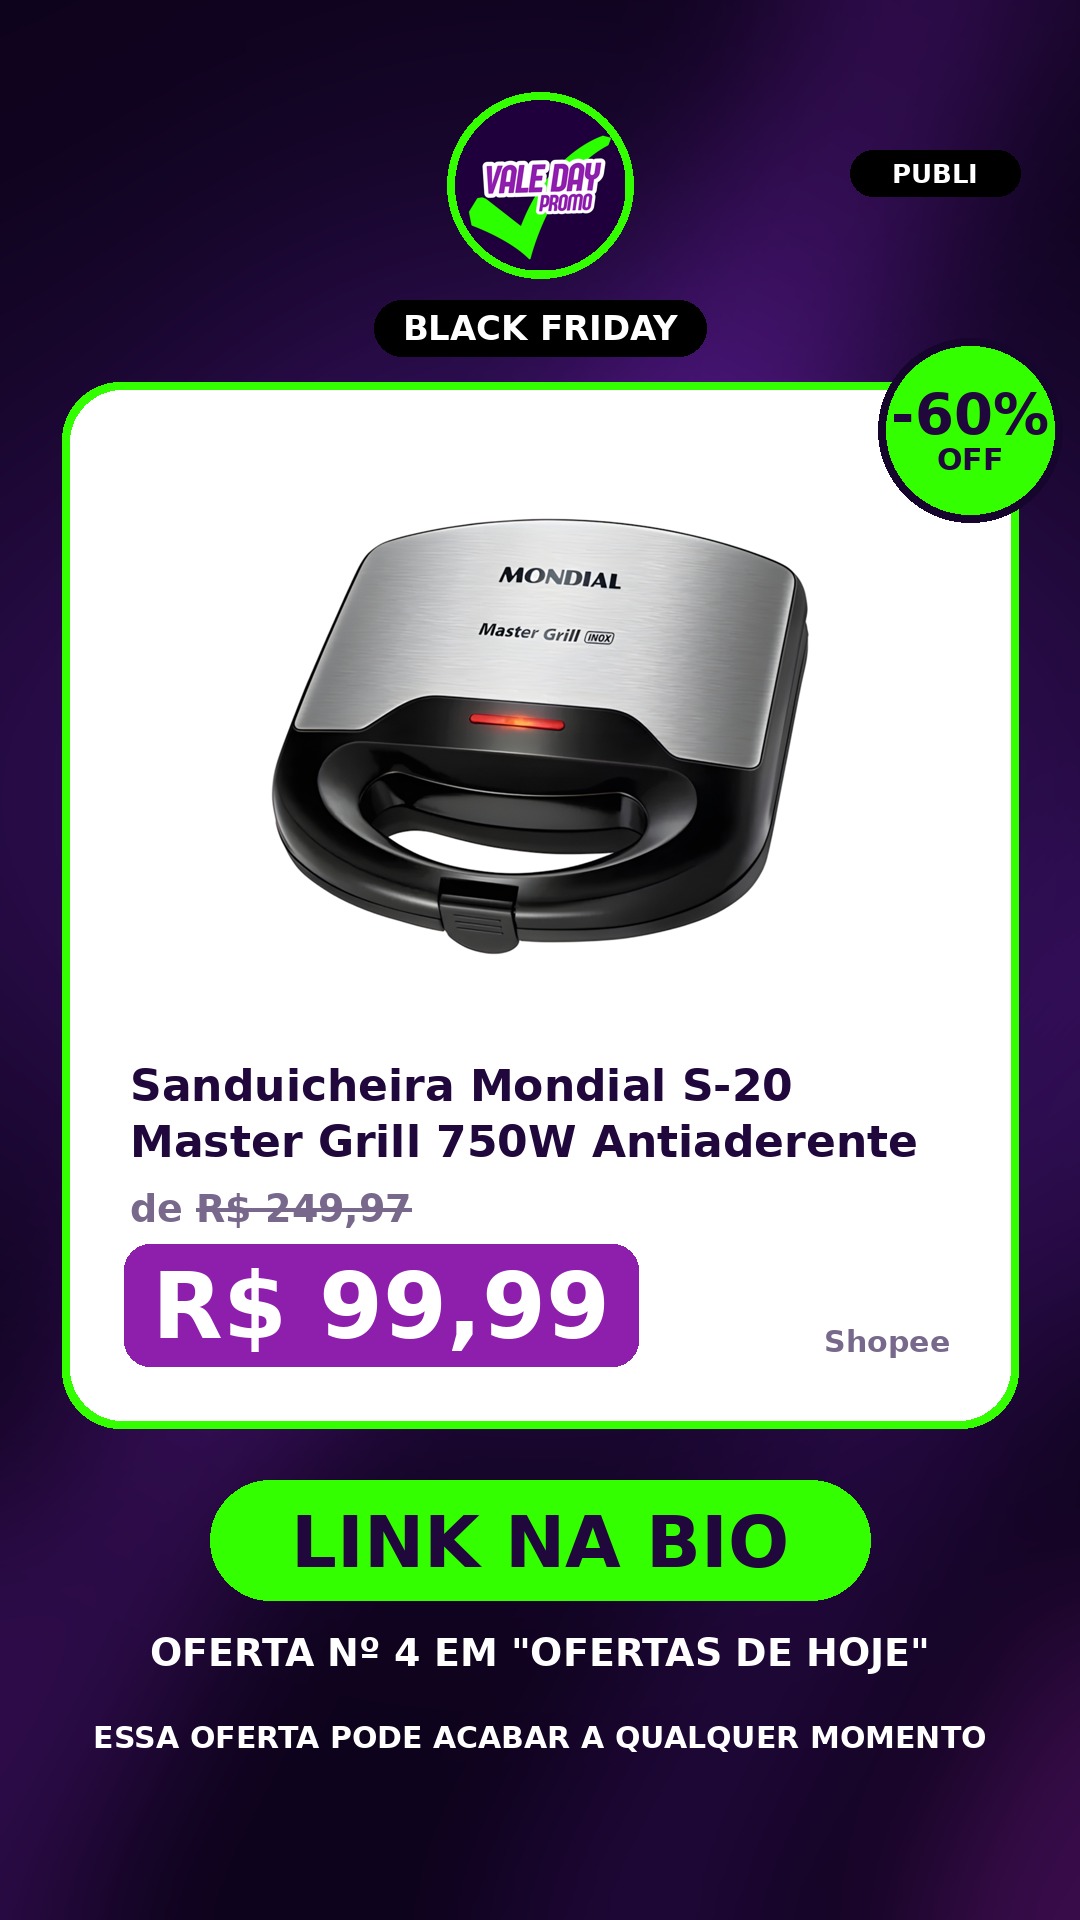 VALE DAY
PROMO
PUBLI
BLACK FRIDAY
-60%
OFF
MONDIAL
Master Grill INOX
Sanduicheira Mondial S-20
Master Grill 750W Antiaderente
de R$ 249,97
R$ 99,99
Shopee
LINK NA BIO
OFERTA Nº 4 EM "OFERTAS DE HOJE"
ESSA OFERTA PODE ACABAR A QUALQUER MOMENTO